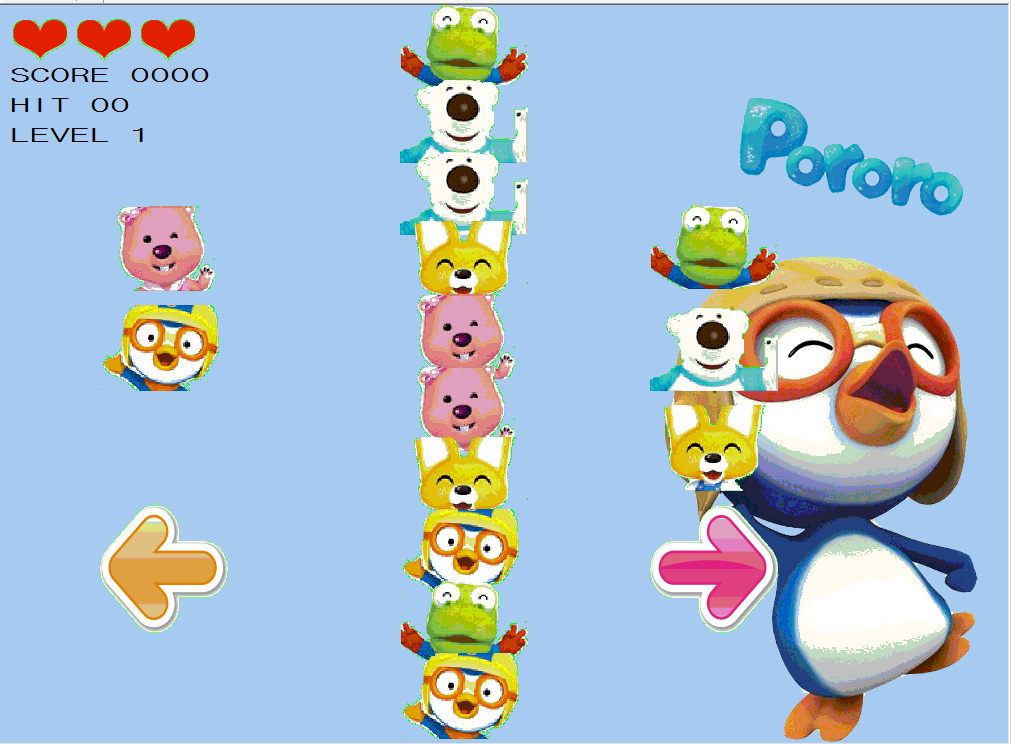 SCORE 0000
HIT 00
LEVEL 1
Pororo